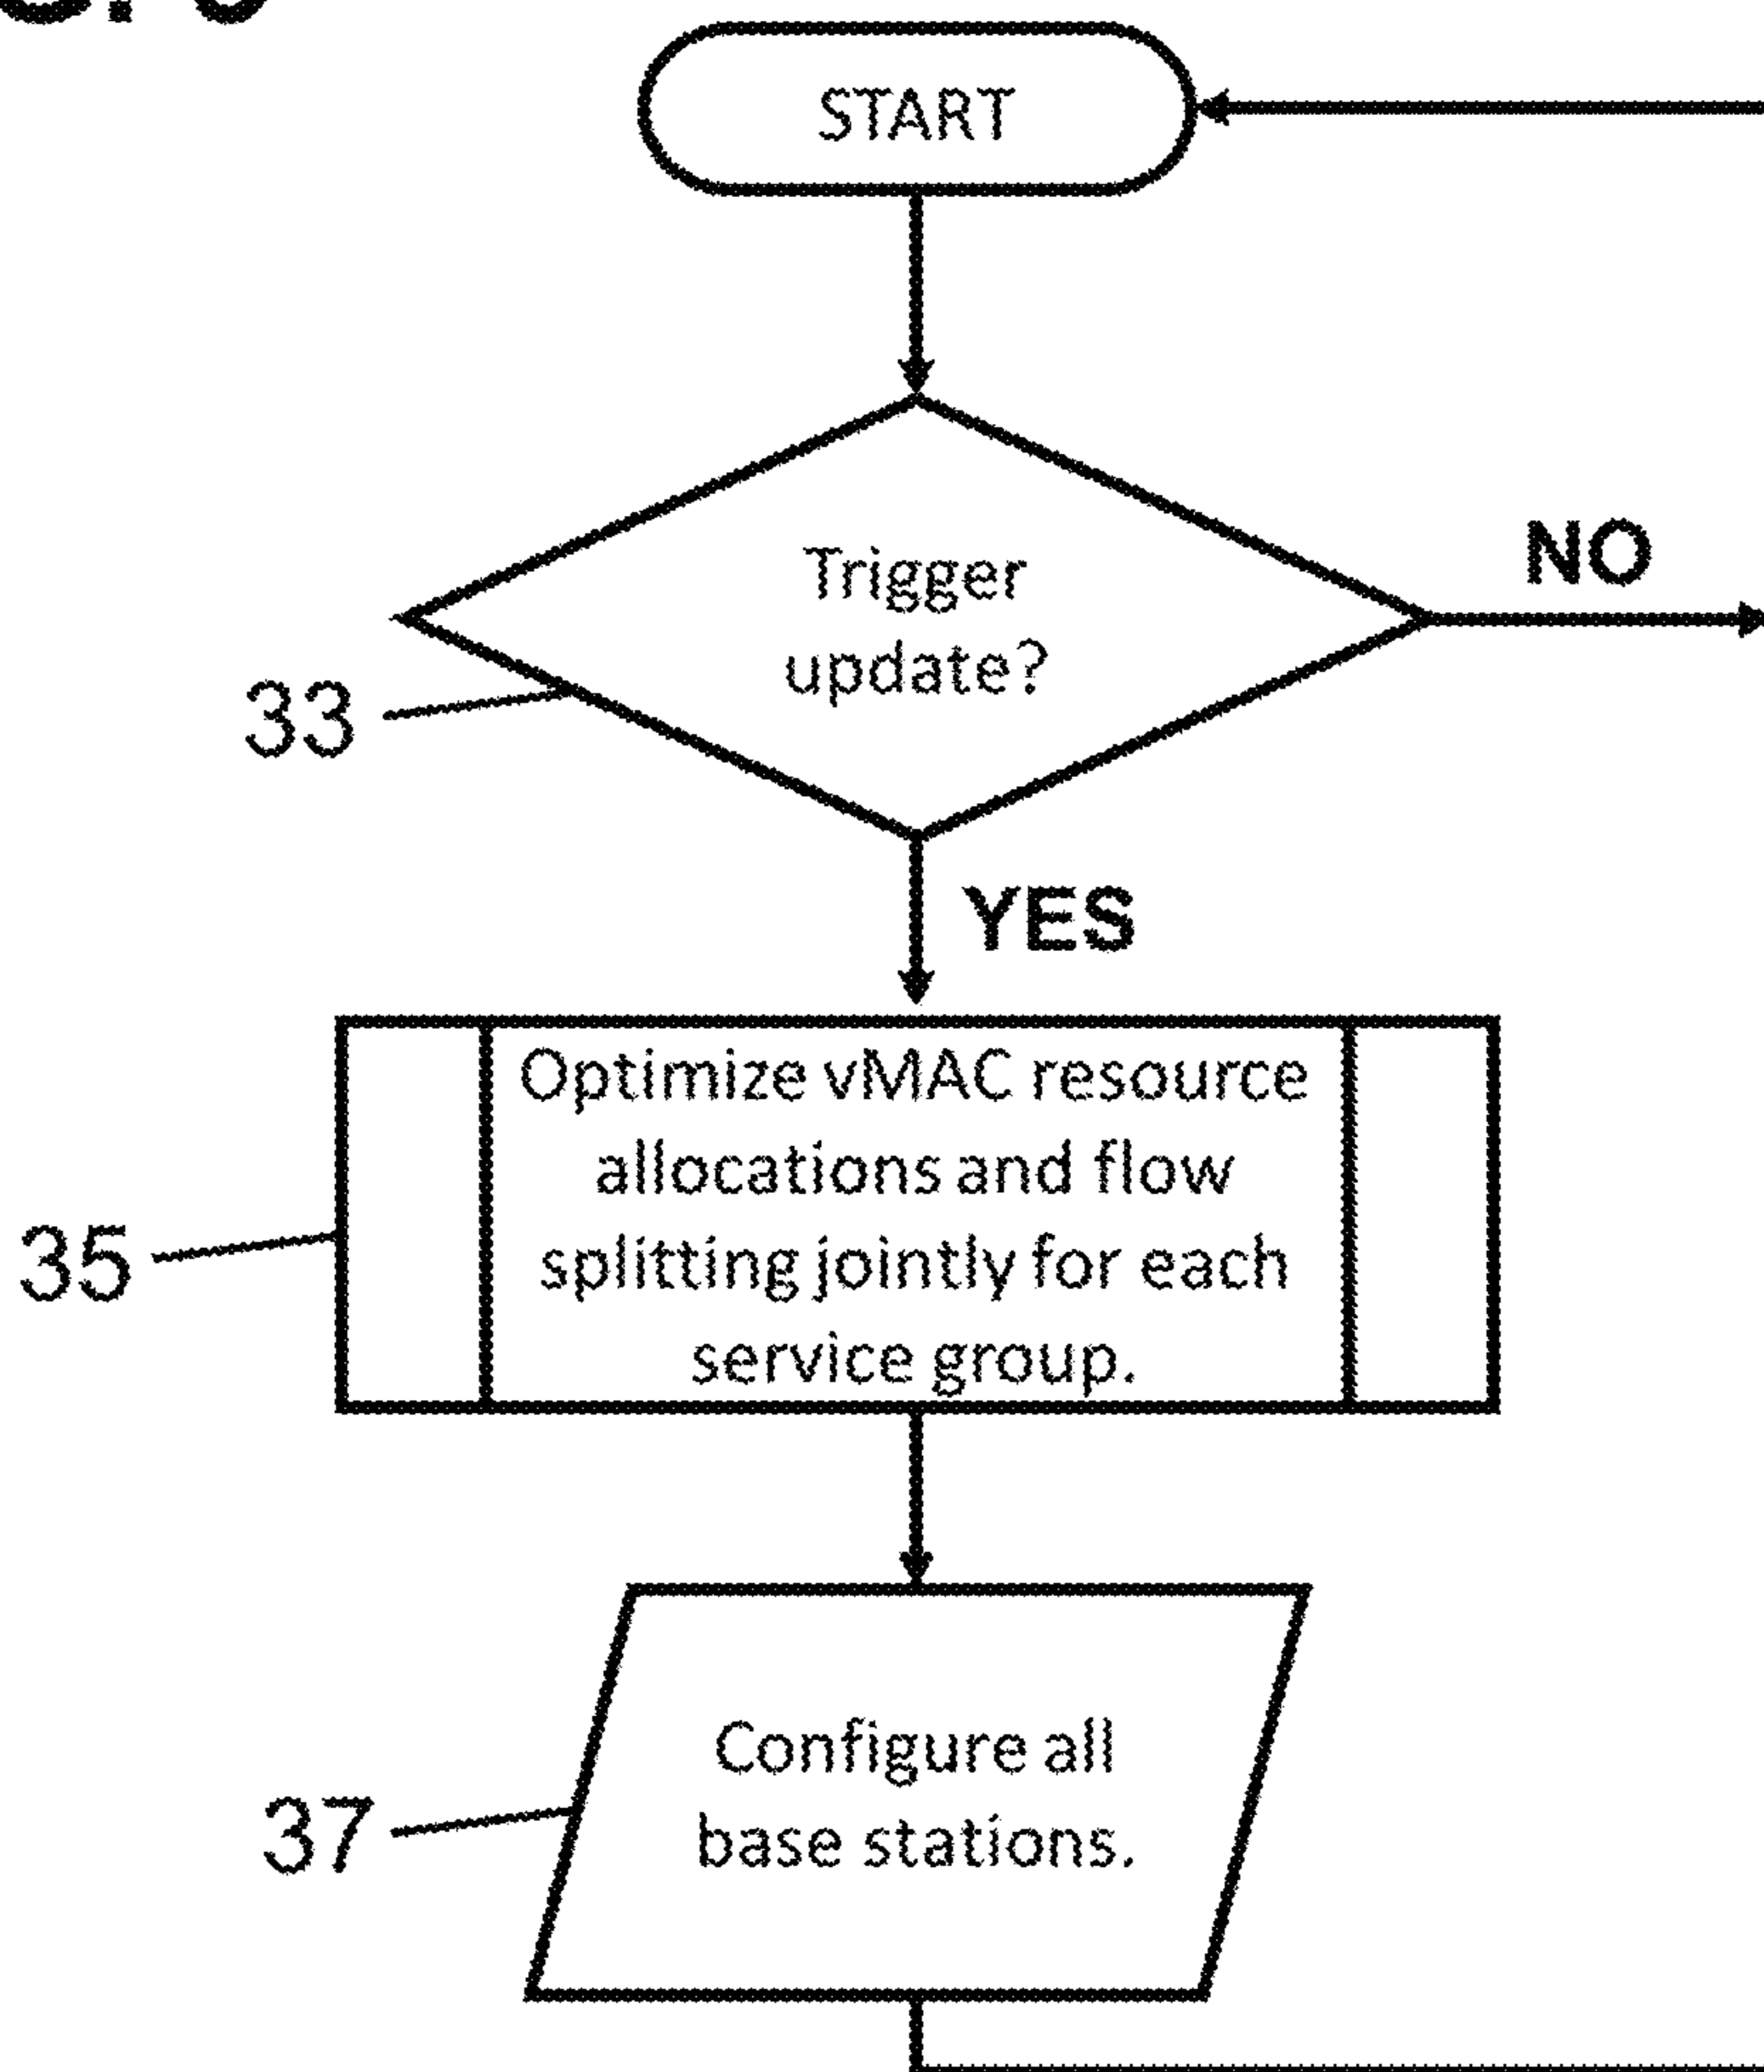 START
Trigger
update?
NO
33
YES
Optimize vMAC resource
allocations and flow
splitting jointly for each
service group.
35
Configure all
base stations.
37